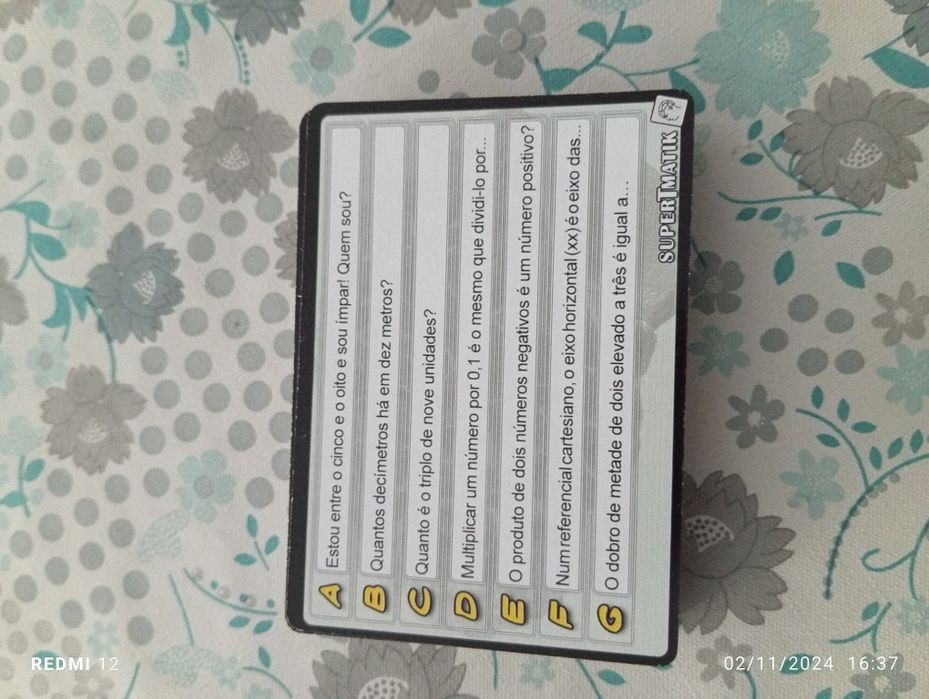 A Estou entre o cinco e o oito e sou ímpar! Quem sou?
B Quantos decímetros há em dez metros?
C Quanto é o triplo de nove unidades?
D Multiplicar um número por 0,1 é o mesmo que dividi-lo por...
E O produto de dois números negativos é um número positivo?
F Num referencial cartesiano, o eixo horizontal (xx) é o eixo das...
G O dobro de metade de dois elevado a três é igual a...
SUPERTMATIK
REDMI 12
02/11/2024 16:37